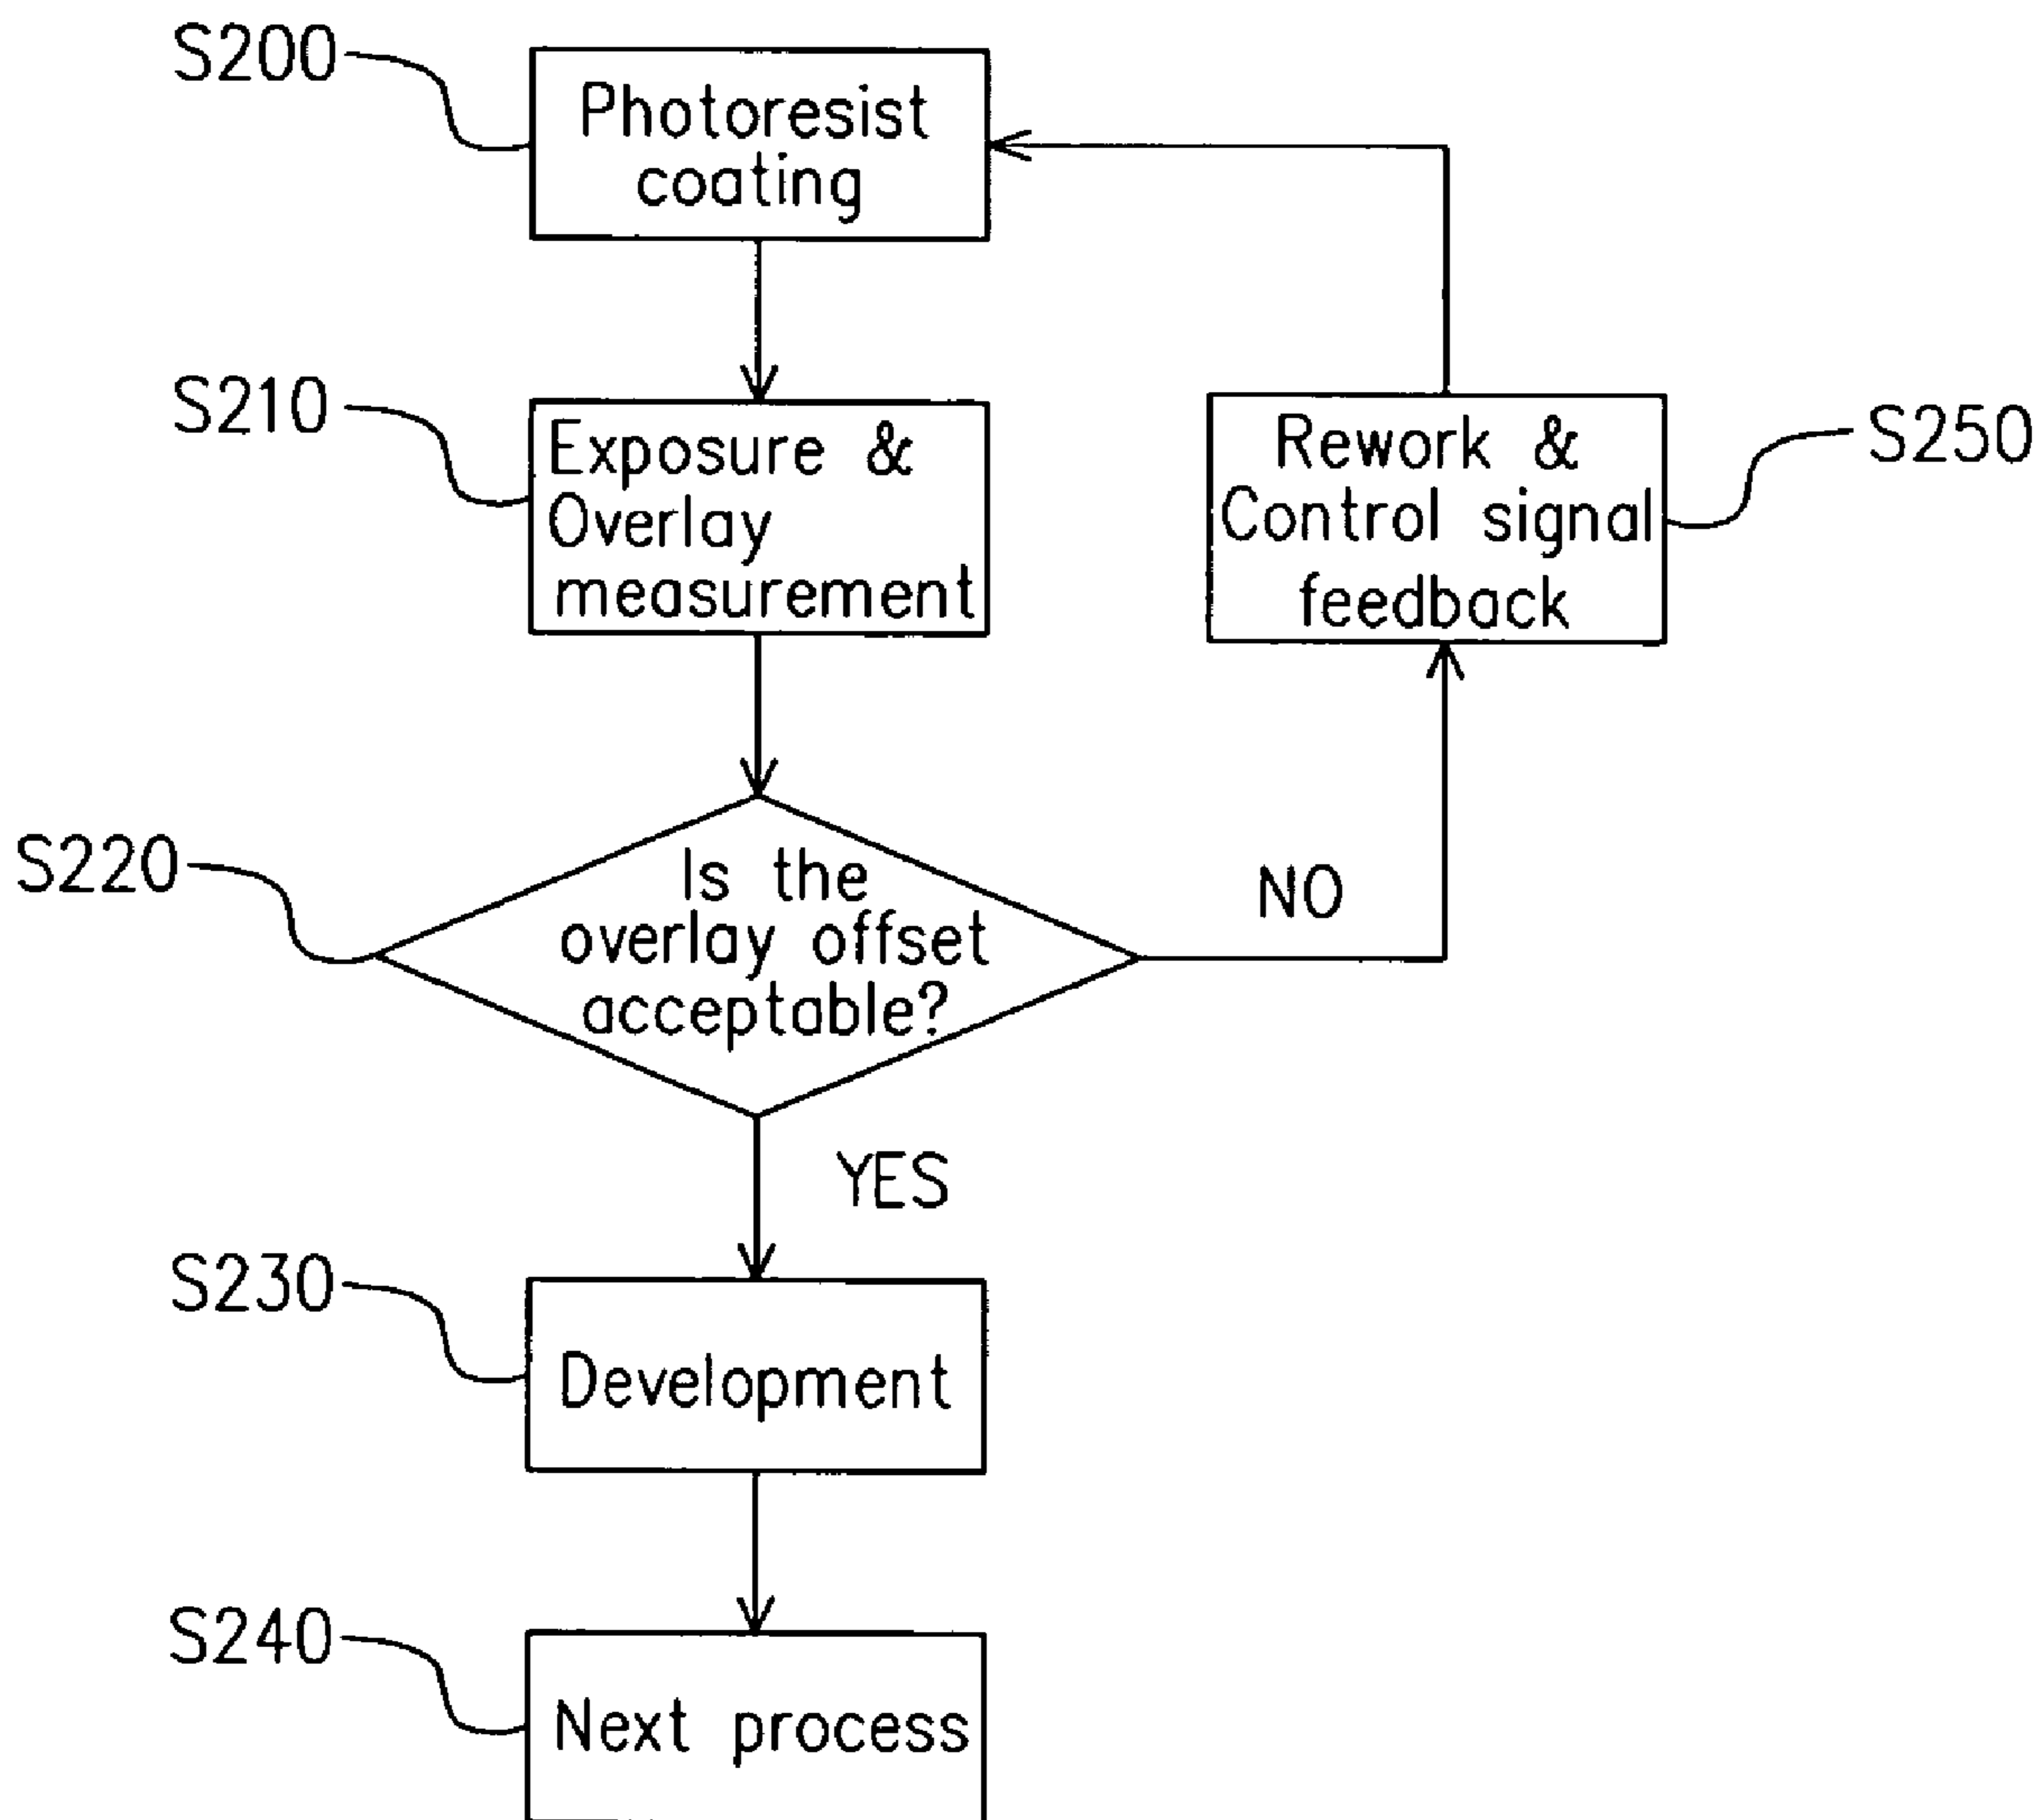 S200
Photoresist
coating
S210
Exposure &
Overlay
measurement
Rework &
Control signal
feedback
S250
S220
Is the
overlay offset
acceptable?
NO
YES
S230
Development
S240
Next process